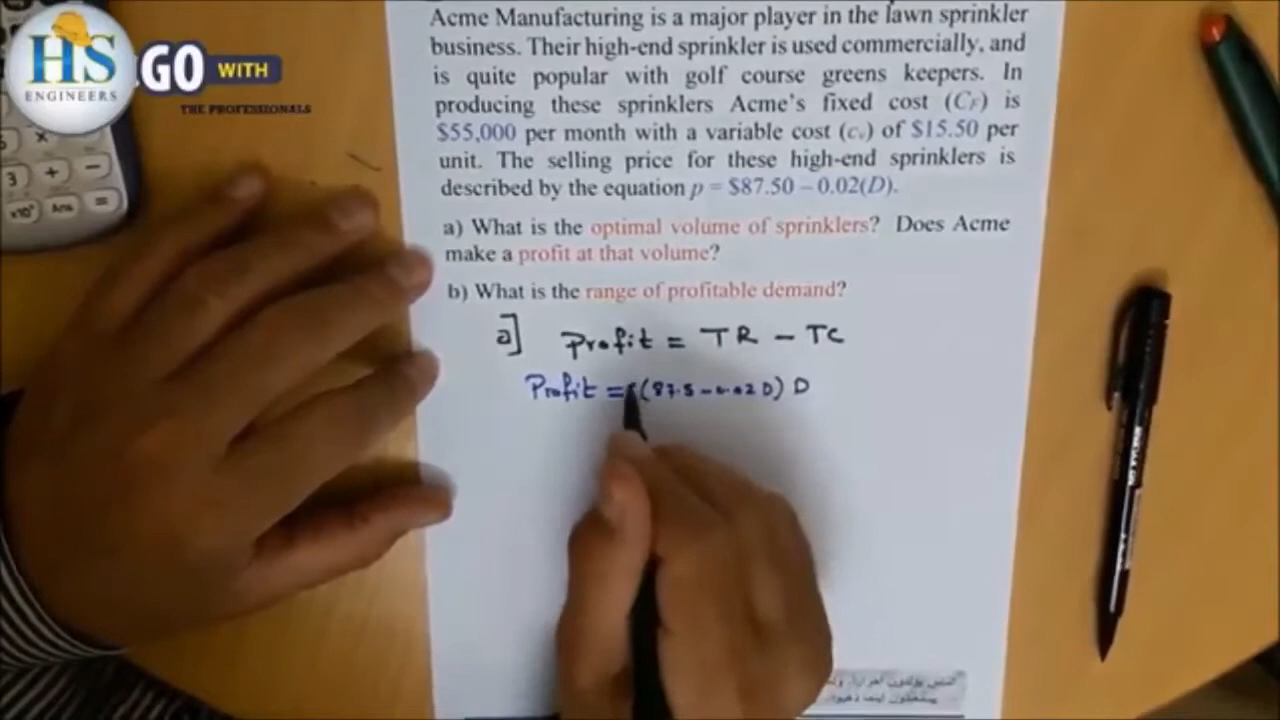 HS
ENGINEERS
GO WITH
THE PROFESSIONALS
Acme Manufacturing is a major player in the lawn sprinkler
business. Their high-end sprinkler is used commercially, and
is quite popular with golf course greens keepers. In
producing these sprinklers Acme's fixed cost (CF) is
$55,000 per month with a variable cost (cv) of $15.50 per
unit. The selling price for these high-end sprinklers is
described by the equation p = $87.50 – 0.02(D).
a) What is the optimal volume of sprinklers? Does Acme
make a profit at that volume?
b) What is the range of profitable demand?
a] Profit = TR - TC
Profit = (87.5-0.02D) D
3 + -
x10ˣ Ans =